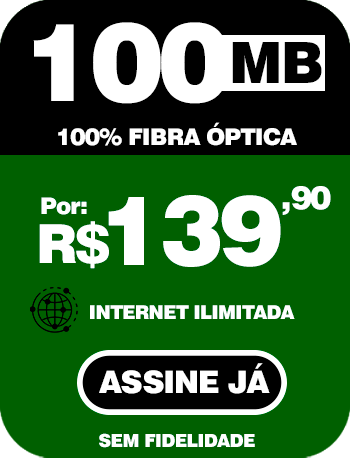 100 MB
100% FIBRA ÓPTICA
Por:
R$139,90
INTERNET ILIMITADA
ASSINE JÁ
SEM FIDELIDADE